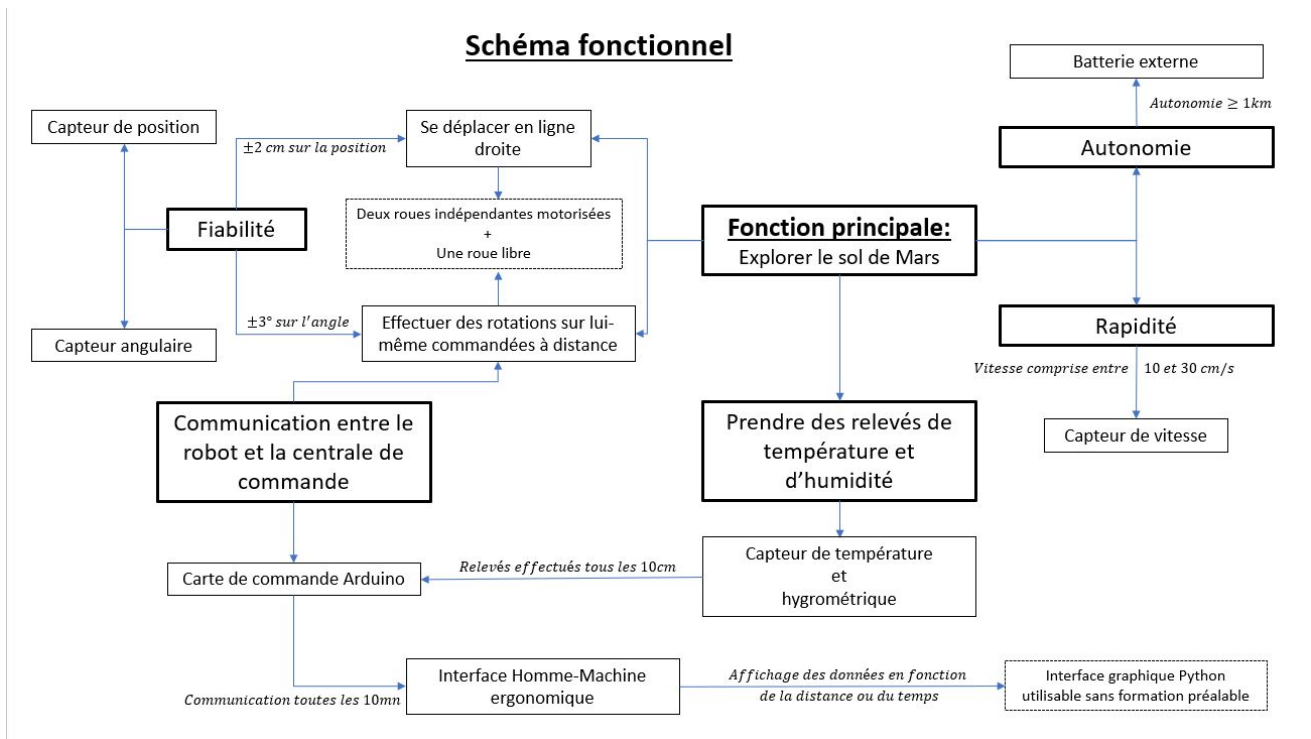 Schéma fonctionnel
Batterie externe
Autonomie ≥ 1km
Autonomie
Capteur de position
±2 cm sur la position
Se déplacer en ligne
droite
Deux roues indépendantes motorisées
+
Une roue libre
Fiabilité
Fonction principale:
Explorer le sol de Mars
±3° sur l'angle
Effectuer des rotations sur lui-
même commandées à distance
Capteur angulaire
Rapidité
Vitesse comprise entre 10 et 30 cm/s
Capteur de vitesse
Communication entre le
robot et la centrale de
commande
Prendre des relevés de
température et
d’humidité
Carte de commande Arduino
Relevés effectués tous les 10cm
Capteur de température
et
hygrométrique
Communication toutes les 10mn
Interface Homme-Machine
ergonomique
Affichage des données en fonction
de la distance ou du temps
Interface graphique Python
utilisable sans formation préalable